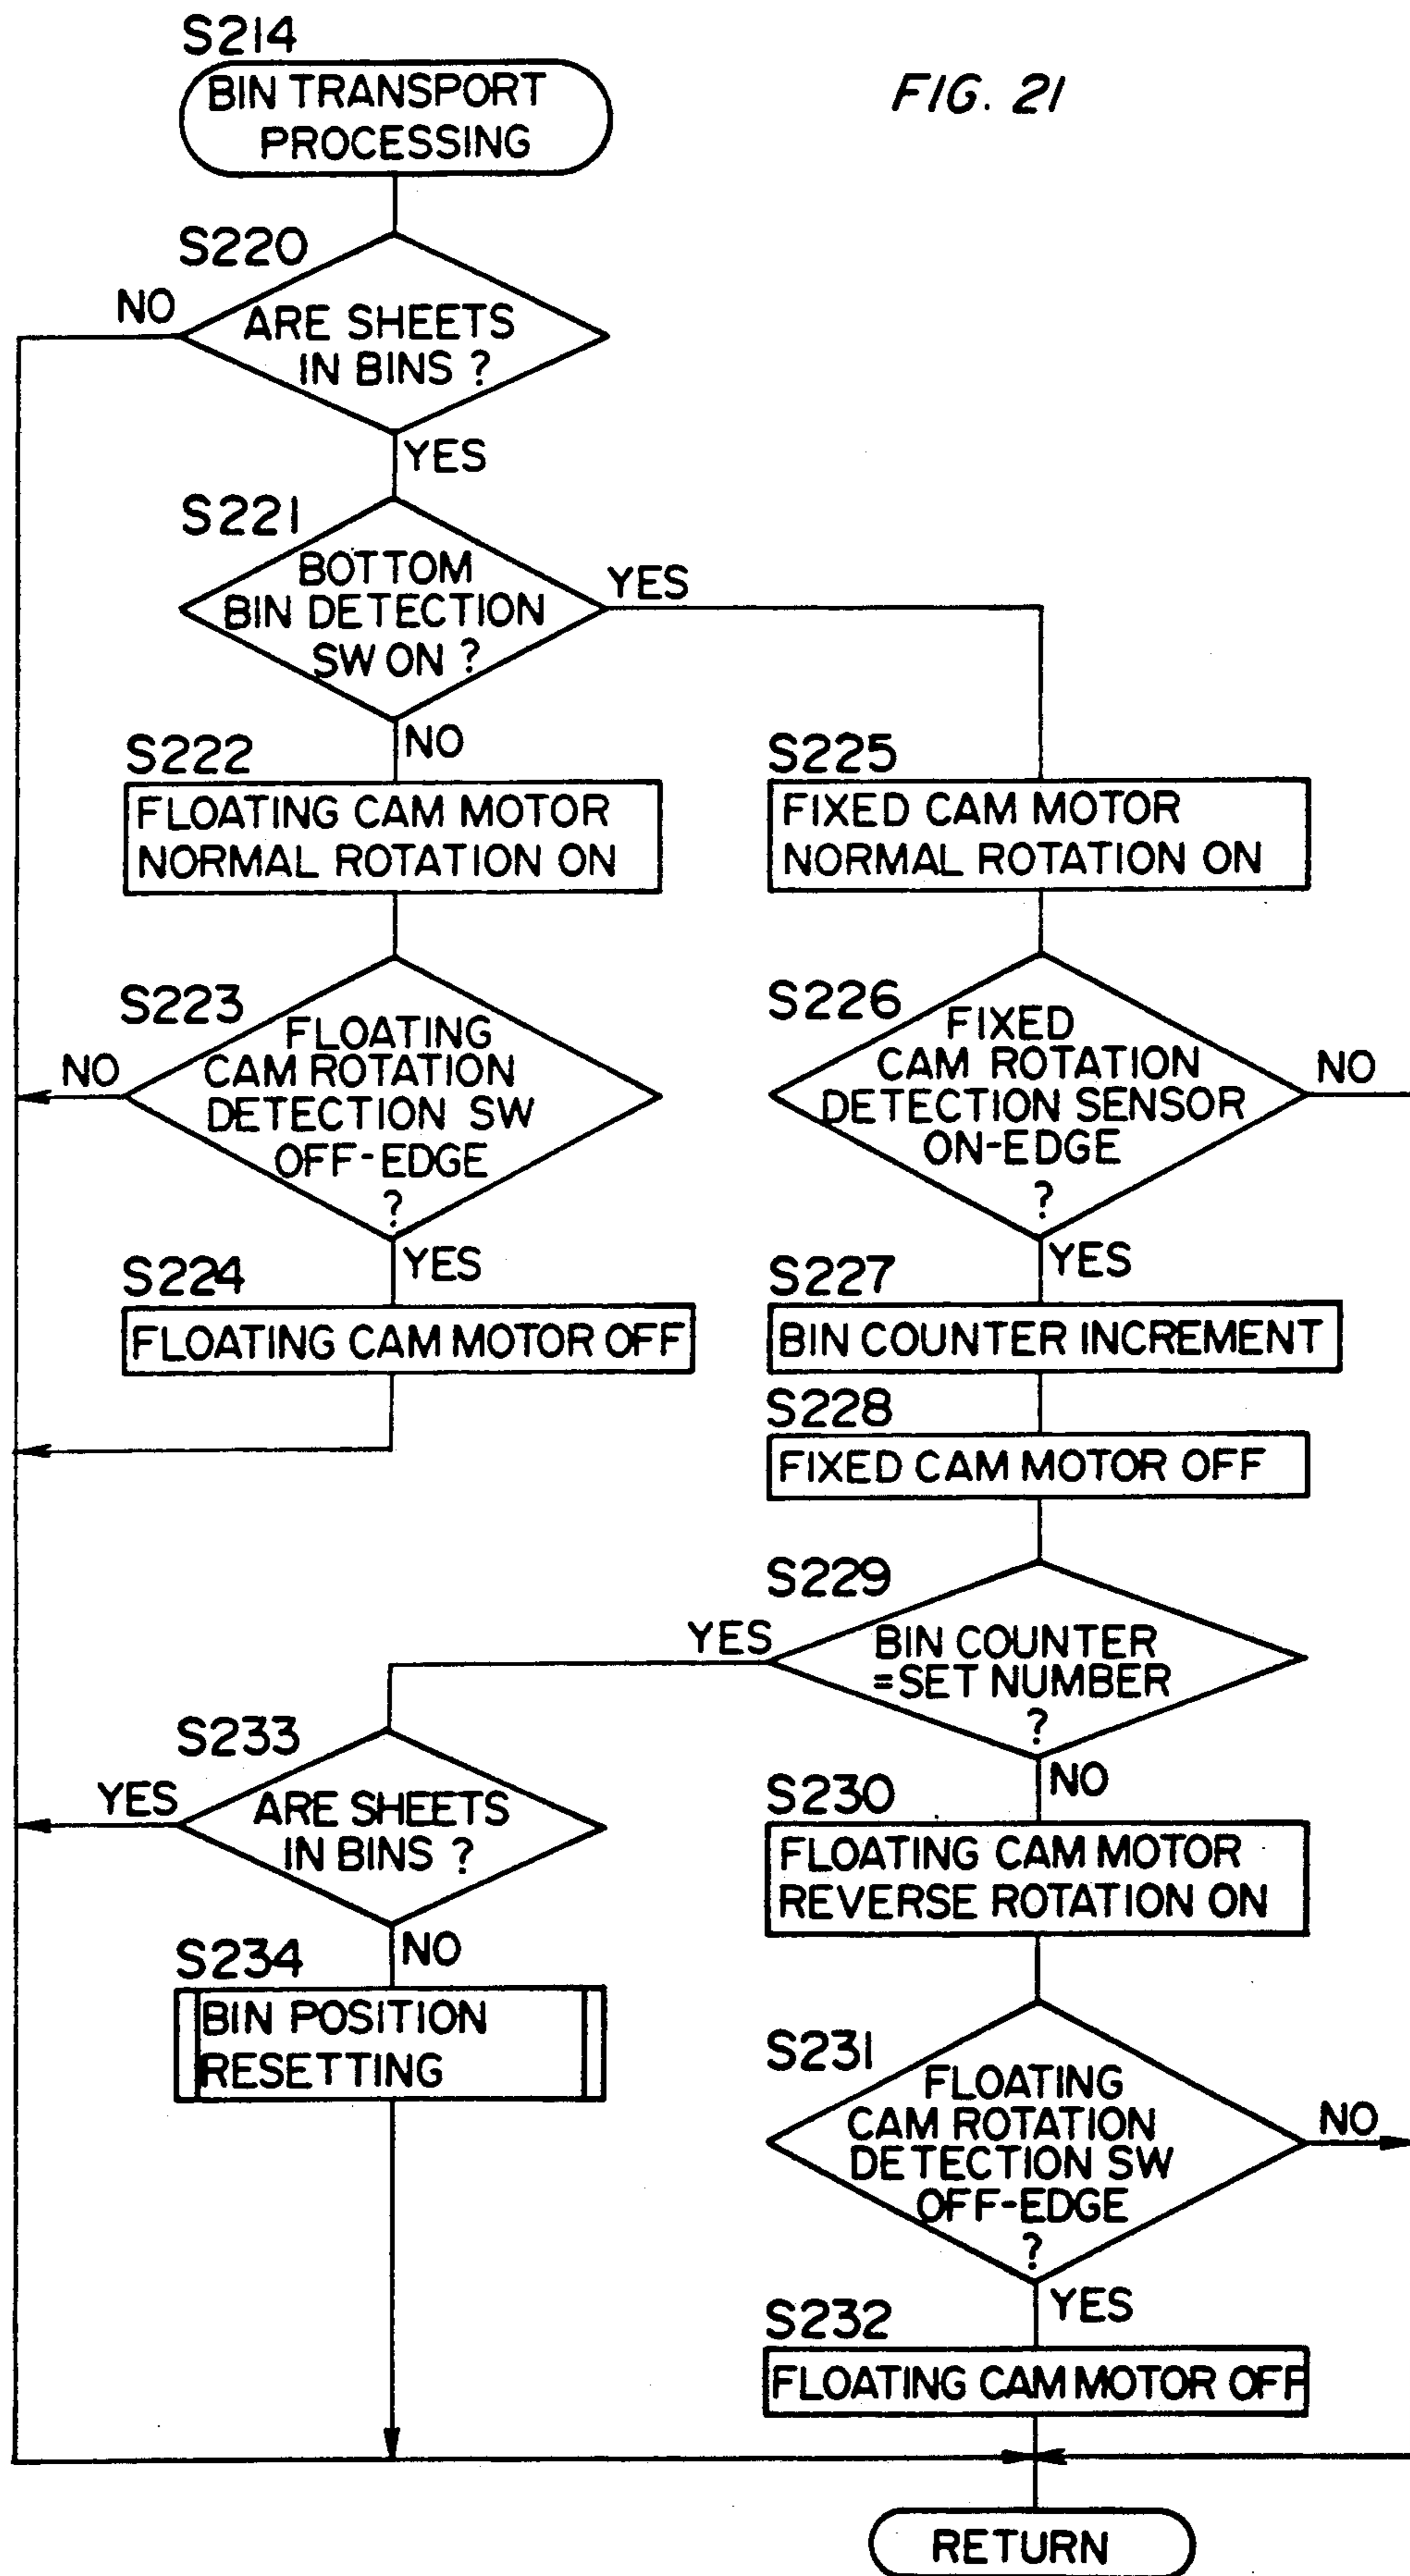 S214
FIG. 21
BIN TRANSPORT
PROCESSING
S220
NO
ARE SHEETS
IN BINS ?
YES
S221
BOTTOM
BIN DETECTION
SW ON ?
YES
NO
S222
FLOATING CAM MOTOR
NORMAL ROTATION ON
S223
NO
FLOATING
CAM ROTATION
DETECTION SW
OFF-EDGE
?
YES
S224
FLOATING CAM MOTOR OFF
S225
FIXED CAM MOTOR
NORMAL ROTATION ON
S226
FIXED
CAM ROTATION
DETECTION SENSOR
ON-EDGE
?
NO
YES
S227
BIN COUNTER INCREMENT
S228
FIXED CAM MOTOR OFF
S229
YES
BIN COUNTER
=SET NUMBER
?
NO
S233
YES
ARE SHEETS
IN BINS ?
NO
S234
BIN POSITION
RESETTING
S230
FLOATING CAM MOTOR
REVERSE ROTATION ON
S231
FLOATING
CAM ROTATION
DETECTION SW
OFF-EDGE
?
NO
YES
S232
FLOATING CAM MOTOR OFF
RETURN